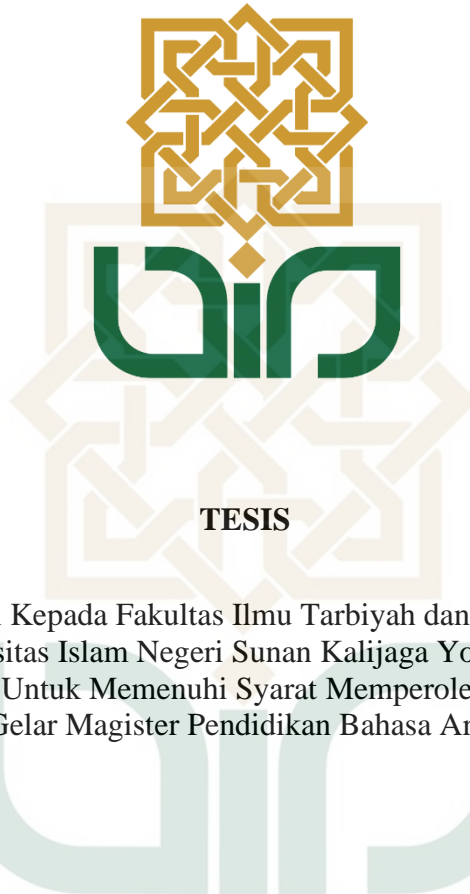 uin
TESIS
Kepada Fakultas Ilmu Tarbiyah dan
sitas Islam Negeri Sunan Kalijaga Yo
Untuk Memenuhi Syarat Memperole
Gelar Magister Pendidikan Bahasa Ar